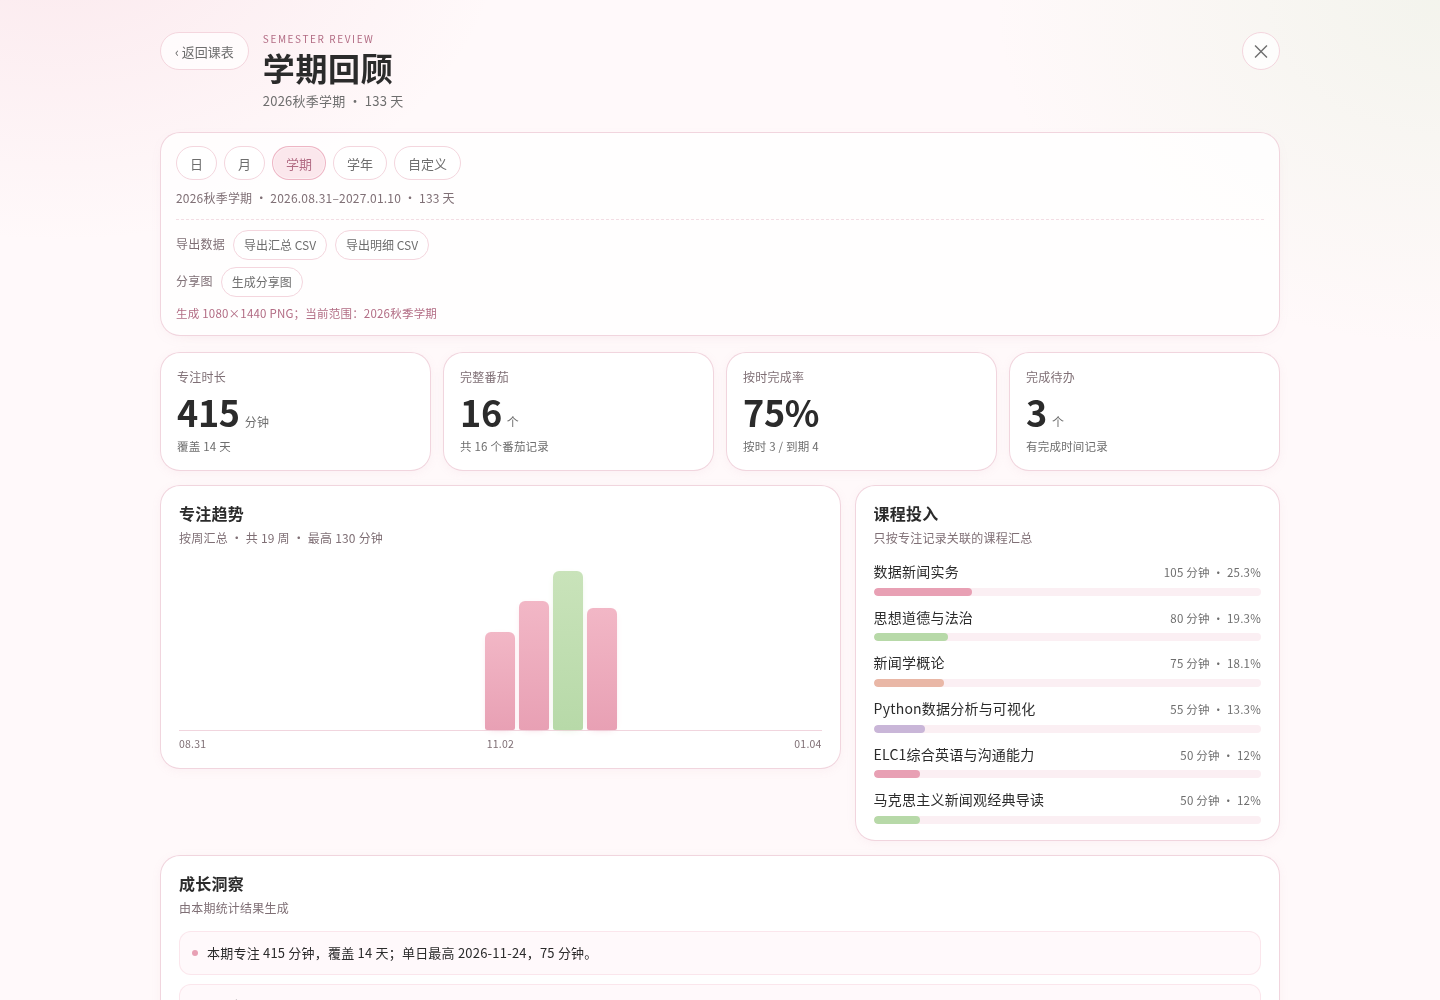 ‹ 返回课表
SEMESTER REVIEW
学期回顾
2026秋季学期 · 133 天
日 月 学期 学年 自定义
2026秋季学期 · 2026.08.31–2027.01.10 · 133 天
导出数据 导出汇总 CSV 导出明细 CSV
分享图 生成分享图
生成 1080×1440 PNG；当前范围：2026秋季学期
专注时长
415 分钟
覆盖 14 天
完整番茄
16 个
共 16 个番茄记录
按时完成率
75%
按时 3 / 到期 4
完成待办
3 个
有完成时间记录
专注趋势
按周汇总 · 共 19 周 · 最高 130 分钟
08.31 11.02 01.04
课程投入
只按专注记录关联的课程汇总
数据新闻实务 105 分钟 · 25.3%
思想道德与法治 80 分钟 · 19.3%
新闻学概论 75 分钟 · 18.1%
Python数据分析与可视化 55 分钟 · 13.3%
ELC1综合英语与沟通能力 50 分钟 · 12%
马克思主义新闻观经典导读 50 分钟 · 12%
成长洞察
由本期统计结果生成
本期专注 415 分钟，覆盖 14 天；单日最高 2026-11-24，75 分钟。